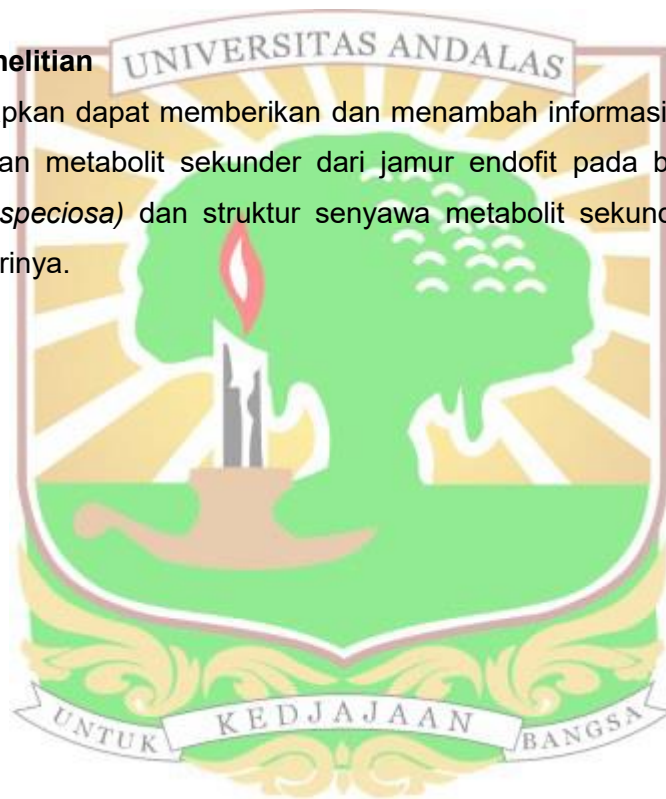 nelitian
UNIVERSITAS ANDALAS
pkan dapat memberikan dan menambah informasi
an metabolit sekunder dari jamur endofit pada b
speciosa) dan struktur senyawa metabolit sekund
rinya.
UNTUK KEDJAJAAN BANGSA